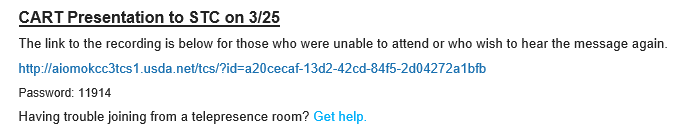 CART Presentation to STC on 3/25
The link to the recording is below for those who were unable to attend or who wish to hear the message again.
http://aiomokcc3tcs1.usda.net/tcs/?id=a20cecaf-13d2-42cd-84f5-2d04272a1bfb
Password: 11914
Having trouble joining from a telepresence room? Get help.